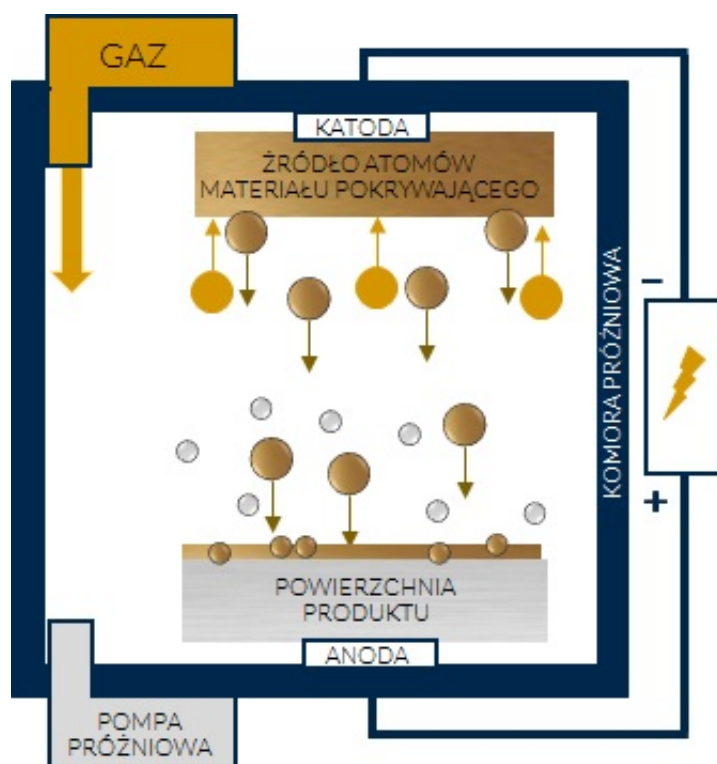 GAZ
KATODA
ŹRÓDŁO ATOMÓW
MATERIAŁU POKRYWAJĄCEGO
KOMORA PRÓŻNIOWA
–
+
POWIERZCHNIA
PRODUKTU
ANODA
POMPA
PRÓŻNIOWA